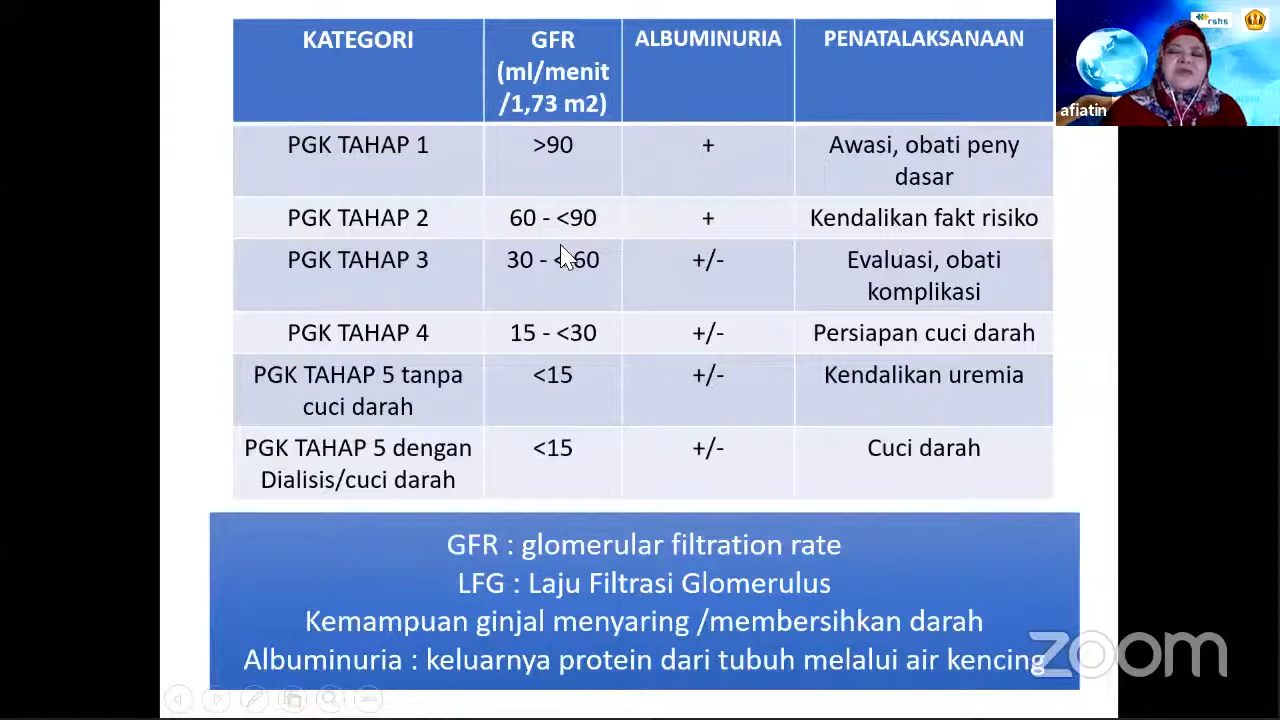 KATEGORI
GFR
(ml/menit
/1,73 m2)
ALBUMINURIA
PENATALAKSANAAN
PGK TAHAP 1
>90
+
Awasi, obati peny
dasar
PGK TAHAP 2
60 - <90
+
Kendalikan fakt risiko
PGK TAHAP 3
30 - < 60
+/-
Evaluasi, obati
komplikasi
PGK TAHAP 4
15 - <30
+/-
Persiapan cuci darah
PGK TAHAP 5 tanpa
cuci darah
<15
+/-
Kendalikan uremia
PGK TAHAP 5 dengan
Dialisis/cuci darah
<15
+/-
Cuci darah
GFR : glomerular filtration rate
LFG : Laju Filtrasi Glomerulus
Kemampuan ginjal menyaring /membersihkan darah
Albuminuria : keluarnya protein dari tubuh melalui air kencing
rshs
afiatin
zoom